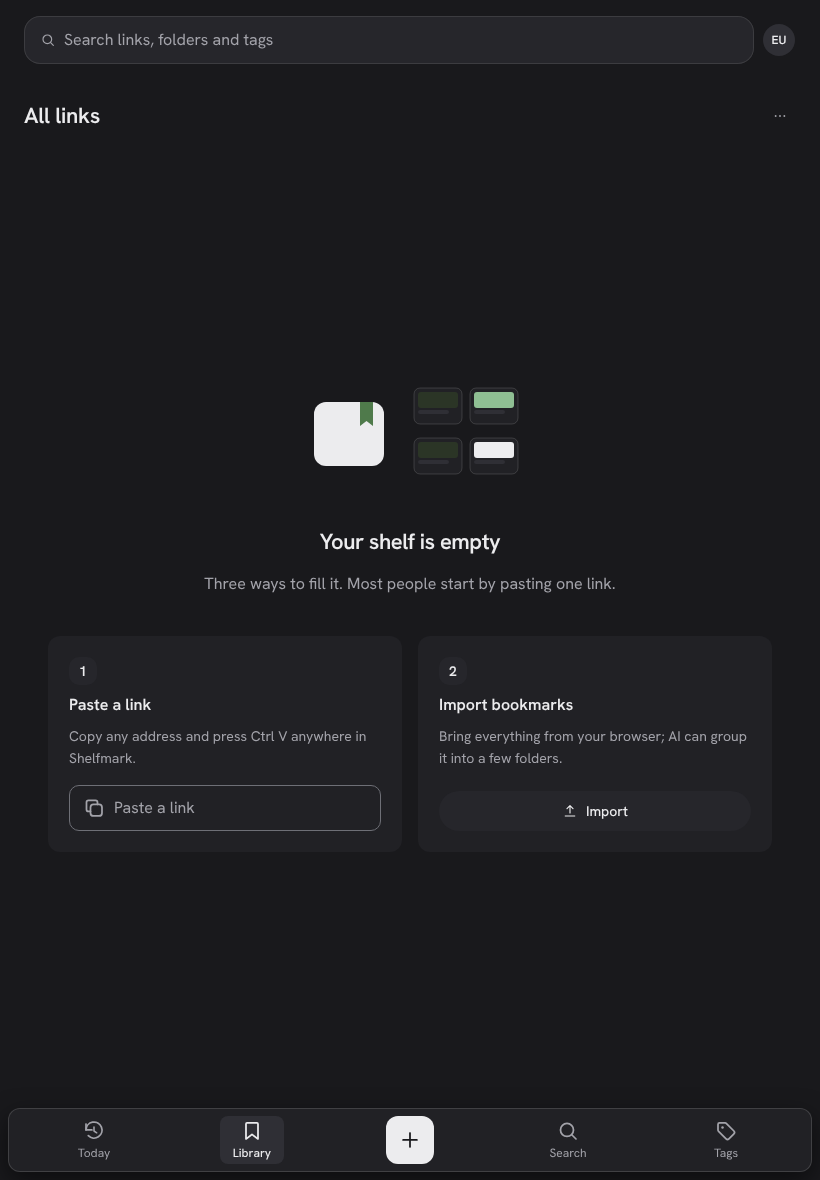 Search links, folders and tags
EU
All links
Your shelf is empty
Three ways to fill it. Most people start by pasting one link.
1
Paste a link
Copy any address and press Ctrl V anywhere in
Shelfmark.
Paste a link
2
Import bookmarks
Bring everything from your browser; AI can group
it into a few folders.
Import
Today
Library
Search
Tags